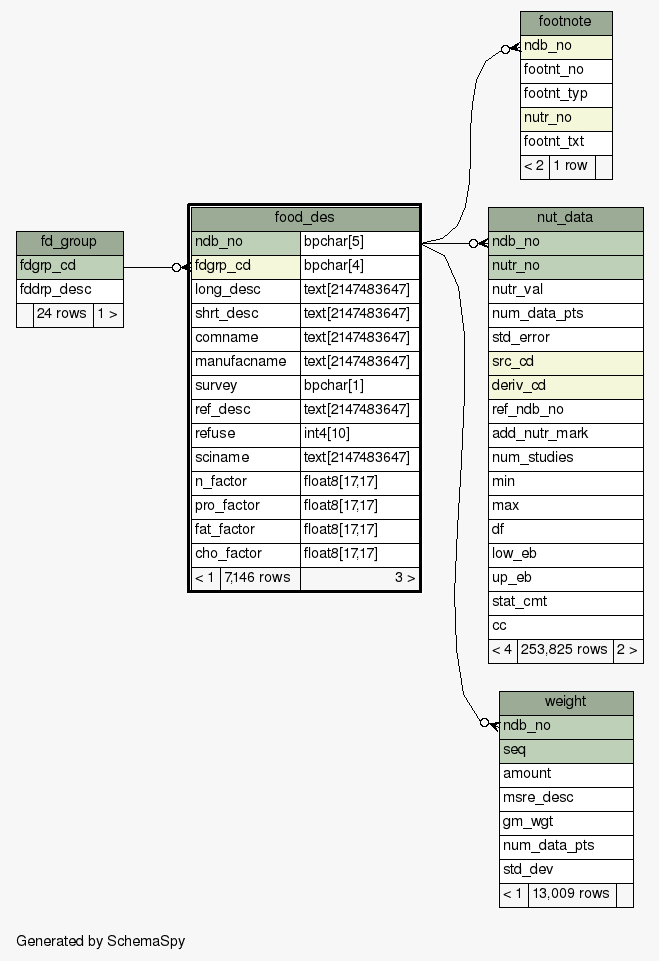 footnote
ndb_no
footnt_no
footnt_typ
nutr_no
footnt_txt
< 2 1 row
fd_group
fdgrp_cd
fddrp_desc
24 rows 1 >
food_des
ndb_no bpchar[5]
fdgrp_cd bpchar[4]
long_desc text[2147483647]
shrt_desc text[2147483647]
comname text[2147483647]
manufacname text[2147483647]
survey bpchar[1]
ref_desc text[2147483647]
refuse int4[10]
sciname text[2147483647]
n_factor float8[17,17]
pro_factor float8[17,17]
fat_factor float8[17,17]
cho_factor float8[17,17]
< 1 7,146 rows 3 >
nut_data
ndb_no
nutr_no
nutr_val
num_data_pts
std_error
src_cd
deriv_cd
ref_ndb_no
add_nutr_mark
num_studies
min
max
df
low_eb
up_eb
stat_cmt
cc
< 4 253,825 rows 2 >
weight
ndb_no
seq
amount
msre_desc
gm_wgt
num_data_pts
std_dev
< 1 13,009 rows
Generated by SchemaSpy